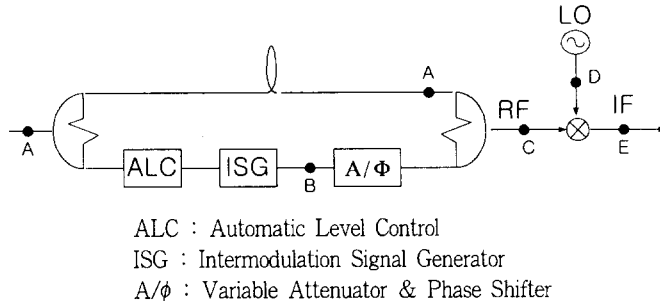 LO
A
D
RF
IF
A
C
E
ALC
ISG
B
A/Φ
ALC : Automatic Level Control
ISG : Intermodulation Signal Generator
A/ϕ : Variable Attenuator & Phase Shifter